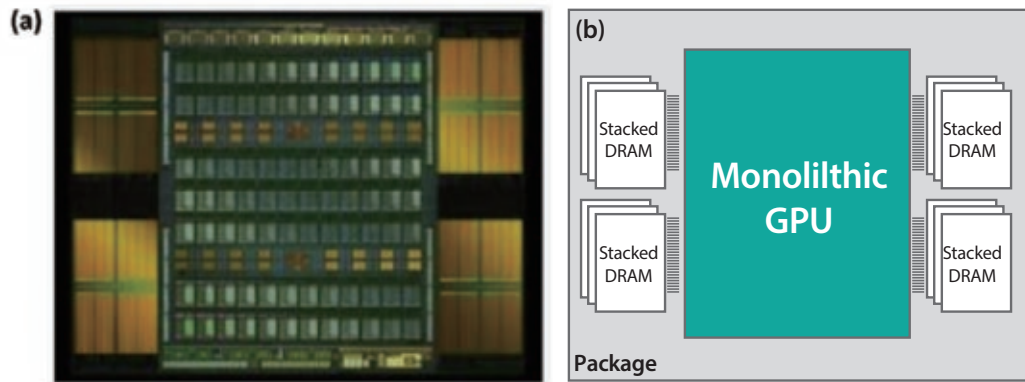 (a)
(b)
Stacked
DRAM
Stacked
DRAM
Monolilthic
GPU
Stacked
DRAM
Stacked
DRAM
Package